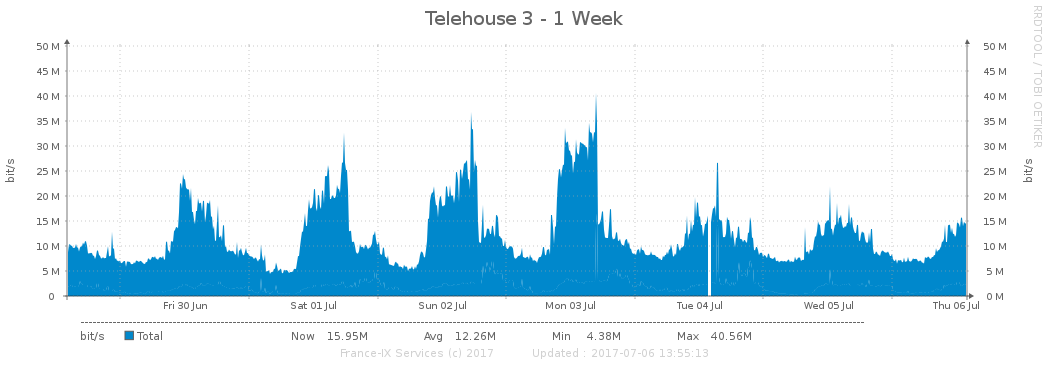 Telehouse 3 - 1 Week
RRDTOOL / TOBI OETIKER
bit/s
bit/s
50 M 50 M
45 M 45 M
40 M 40 M
35 M 35 M
30 M 30 M
25 M 25 M
20 M 20 M
15 M 15 M
10 M 10 M
5 M 5 M
0 0 M
Fri 30 Jun Sat 01 Jul Sun 02 Jul Mon 03 Jul Tue 04 Jul Wed 05 Jul Thu 06 Jul
bit/s Total Now 15.95M Avg 12.26M Min 4.38M Max 40.56M
France-IX Services (c) 2017 Updated : 2017-07-06 13:55:13